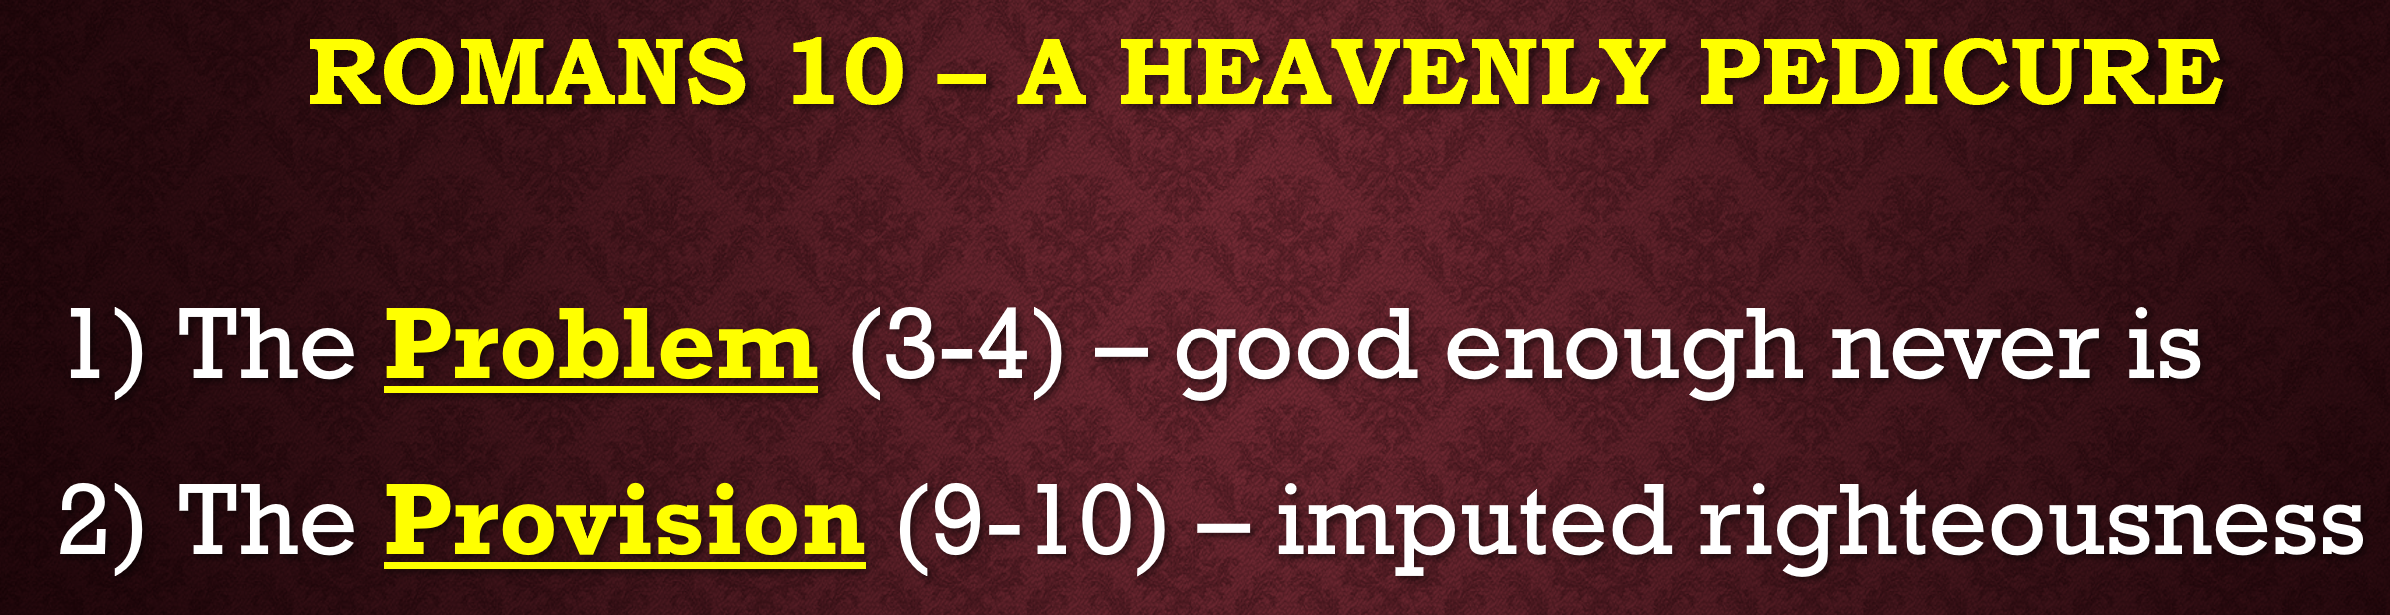 ROMANS 10 – A HEAVENLY PEDICURE
1) The Problem (3-4) – good enough never is
2) The Provision (9-10) – imputed righteousness